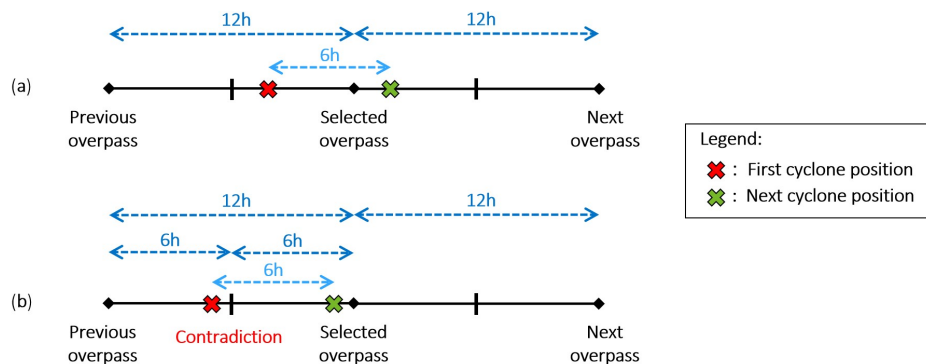 12h 12h
6h
(a)
Previous overpass
Selected overpass
Next overpass
Legend:
: First cyclone position
: Next cyclone position
12h 12h
6h 6h
6h
(b)
Previous overpass
Contradiction
Selected overpass
Next overpass